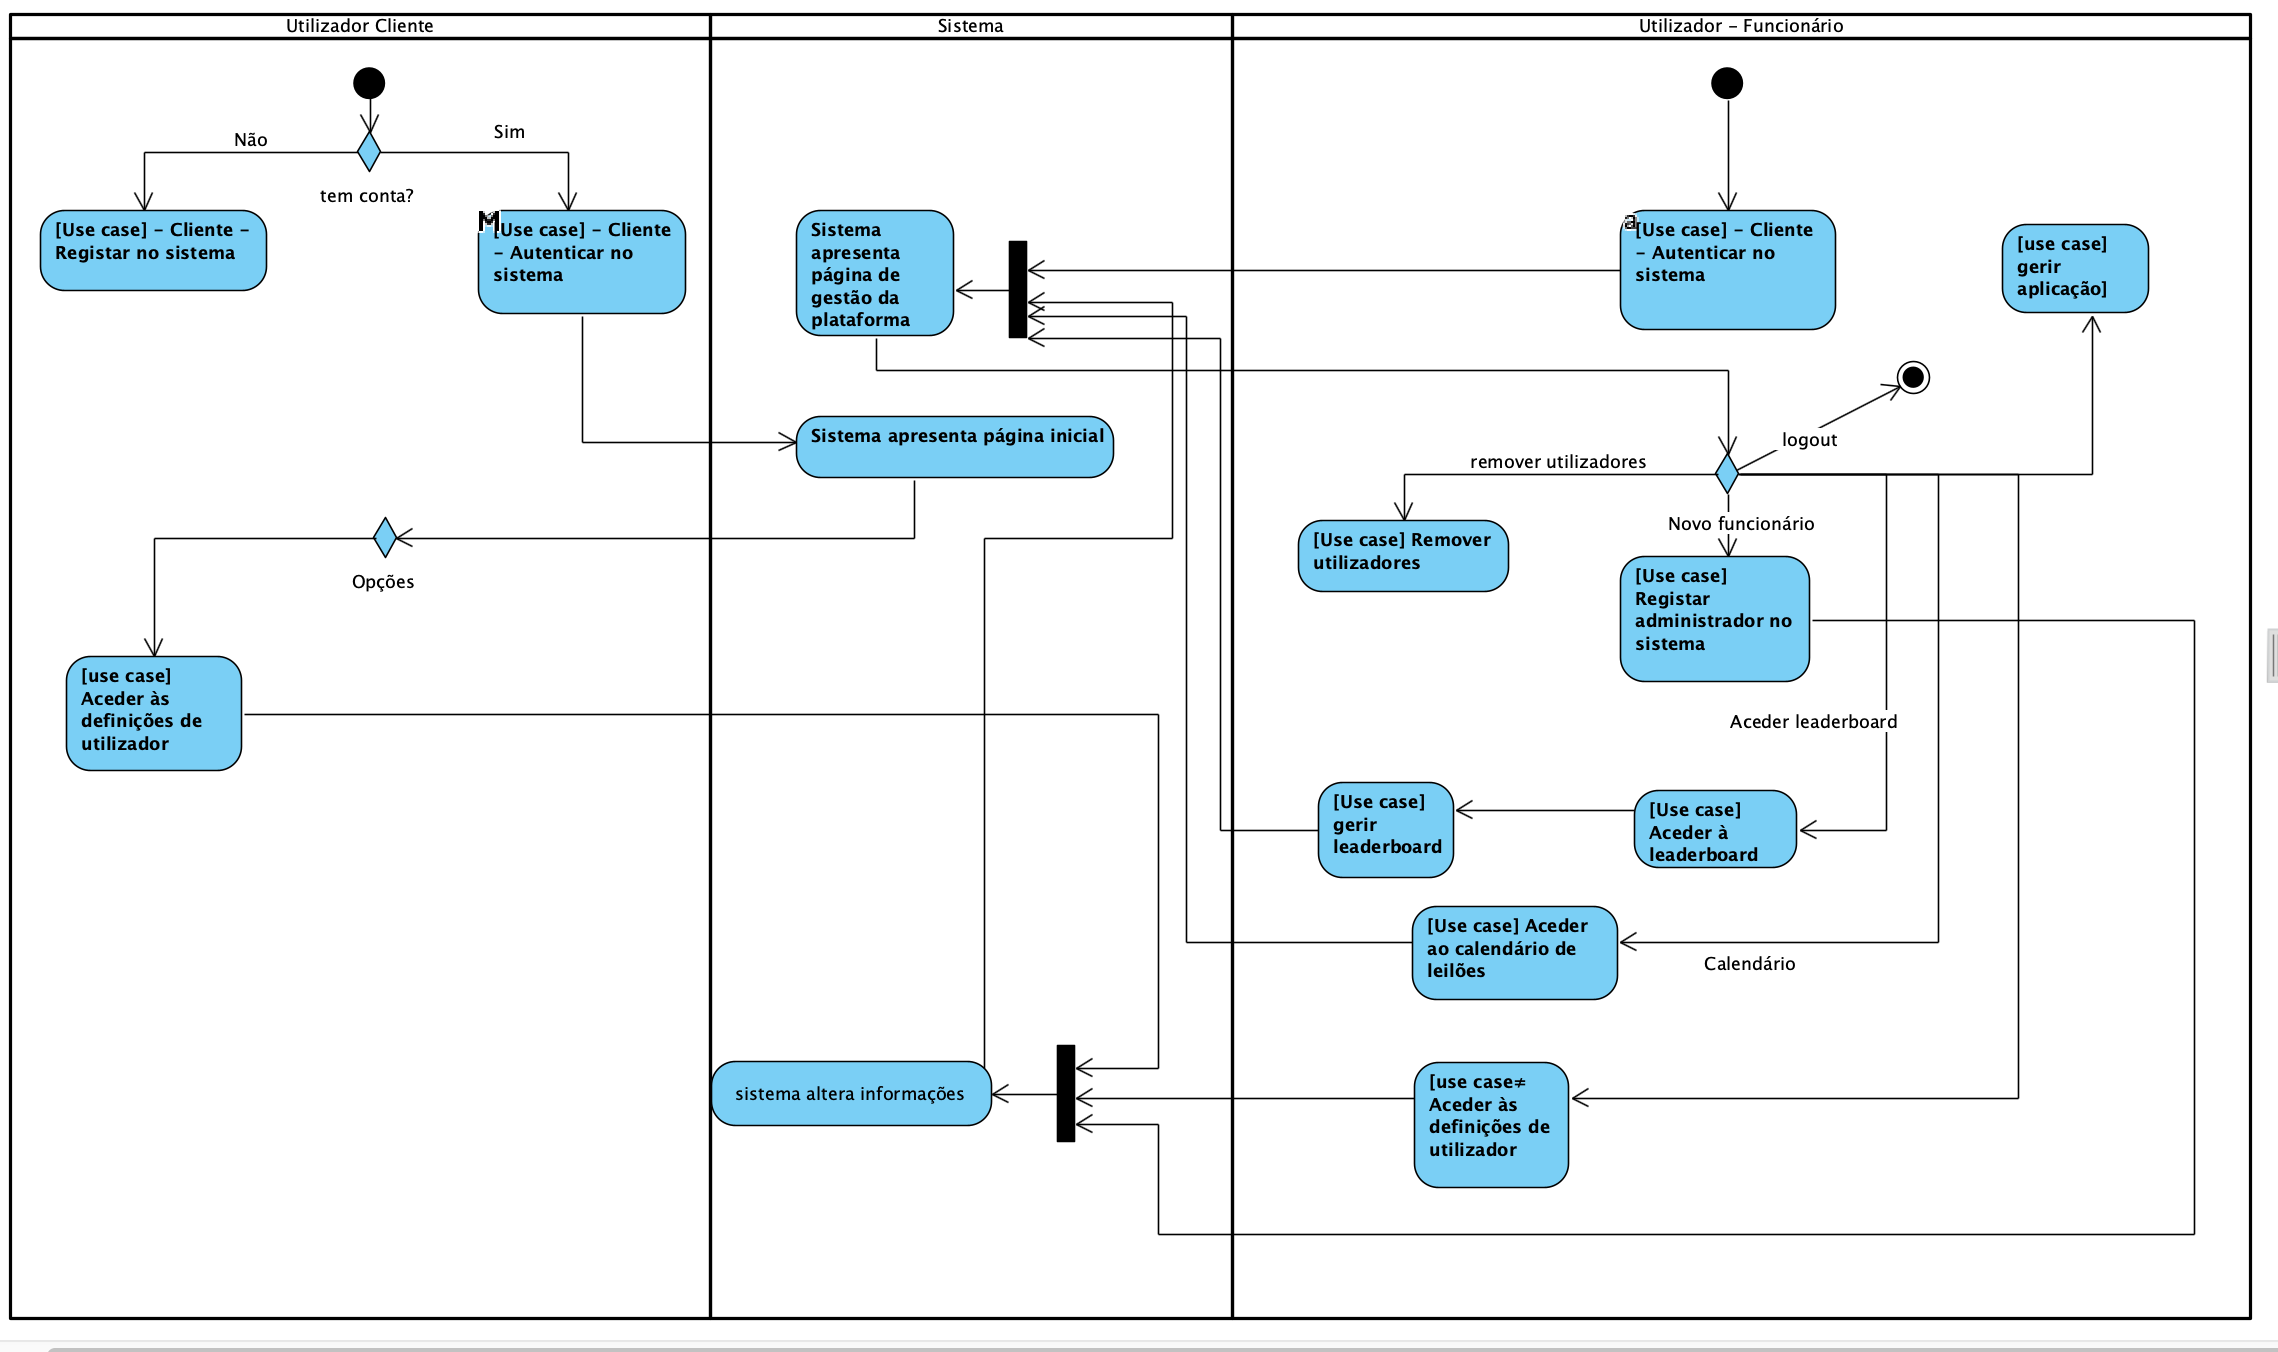 Utilizador Cliente
Sistema
Utilizador - Funcionário
Não
Sim
tem conta?
[Use case] - Cliente -
Registar no sistema
M
[Use case] - Cliente
- Autenticar no
sistema
Sistema
apresenta
página de
gestão da
plataforma
a
[Use case] - Cliente
- Autenticar no
sistema
[use case]
gerir
aplicação]
logout
Sistema apresenta página inicial
remover utilizadores
Novo funcionário
[Use case] Remover
utilizadores
Opções
[Use case]
Registar
administrador no
sistema
[use case]
Aceder às
definições de
utilizador
Aceder leaderboard
[Use case]
gerir
leaderboard
[Use case]
Aceder à
leaderboard
[Use case] Aceder
ao calendário de
leilões
Calendário
sistema altera informações
[use case≠
Aceder às
definições de
utilizador